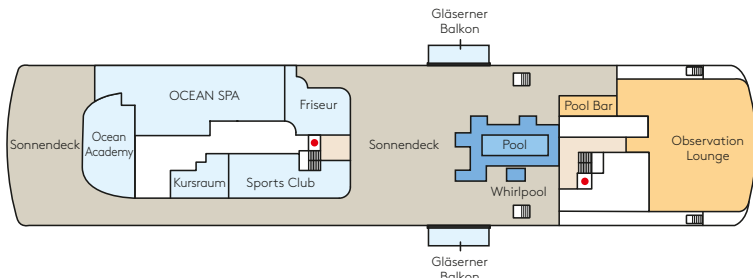 Gläserner
Balkon
OCEAN SPA
Friseur
Pool Bar
Sonnendeck
Ocean
Academy
Sonnendeck
Pool
Observation
Lounge
Kursraum
Sports Club
Whirlpool
Gläserner
Balkon